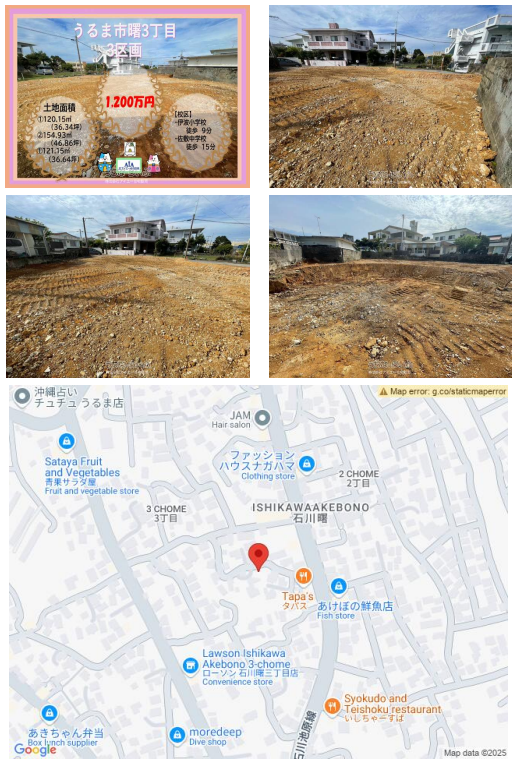 うるま市曙3丁目
3区画
1,200万円
土地面積
1:120.15㎡
(36.34坪)
2:154.93㎡
(46.86坪)
3:121.15㎡
(36.64坪)
【校区】
・伊波小学校
徒歩 9分
・佐敷中学校
徒歩 15分
Map error: g.co/staticmaperror
沖縄占い
チュチュ うるま店
JAM
Hair salon
ファッション
ハウスナガハマ
Clothing store
Sataya Fruit
and Vegetables
青果サラダ屋
Fruit and vegetable store
2 CHOME
2丁目
3 CHOME
3丁目
ISHIKAWAAKEBONO
石川曙
Tapa's
タパス
あけぼの鮮魚店
Fish store
Lawson Ishikawa
Akebono 3-chome
ローソン 石川曙三丁目店
Convenience store
Syokudo and
Teishoku restaurant
いしちゃーすば
石川池原線
あきちゃん弁当
Box lunch supplier
moredeep
Dive shop
Google
Map data ©2025